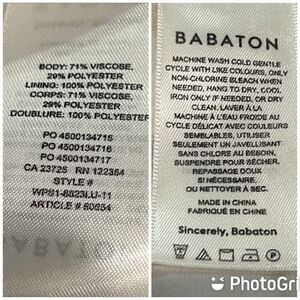 BODY: 71% VISCOSE,
29% POLYESTER
LINING: 100% POLYESTER
CORPS: 71% VISCOSE,
29% POLYESTER
DOUBLURE: 100% POLYESTER
PO 4500134715
PO 4500134716
PO 4500134717
CA 23725 RN 122364
STYLE #
WPS1-8823LU-11
ARTICLE # 60634
BABATON
MACHINE WASH COLD GENTLE
CYCLE WITH LIKE COLOURS, ONLY
NON-CHLORINE BLEACH WHEN
NEEDED, HANG TO DRY, COOL
IRON ONLY IF NEEDED, OR DRY
CLEAN. LAVER À LA
MACHINE À L'EAU FROIDE AU
CYCLE DÉLICAT AVEC COULEURS
SEMBLABLES, UTILISER
SEULEMENT UN JAVELLISANT
SANS CHLORE AU BESOIN,
SUSPENDRE POUR SÉCHER,
REPASSAGE DOUX
SI NÉCESSAIRE,
OU NETTOYER À SEC.
MADE IN CHINA
FABRIQUÉ EN CHINE
Sincerely, Babaton
PhotoGri